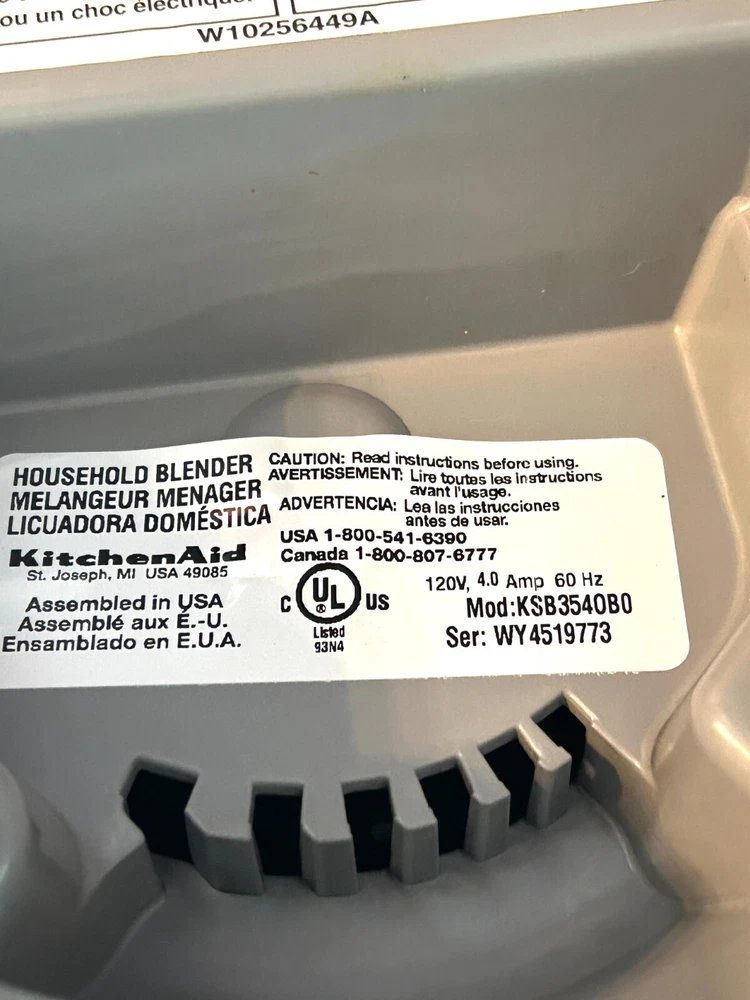 ou un choc électrique.
W10256449A
HOUSEHOLD BLENDER
MELANGEUR MENAGER
LICUADORA DOMÉSTICA
KitchenAid
St. Joseph, MI USA 49085
Assembled in USA
Assemblé aux É.-U.
Ensamblado en E.U.A.
CAUTION: Read instructions before using.
AVERTISSEMENT: Lire toutes les instructions
avant l'usage.
ADVERTENCIA: Lea las instrucciones
antes de usar.
USA 1-800-541-6390
Canada 1-800-807-6777
C UL ® US
Listed
93N4
120V, 4.0 Amp 60 Hz
Mod:KSB3540B0
Ser: WY4519773